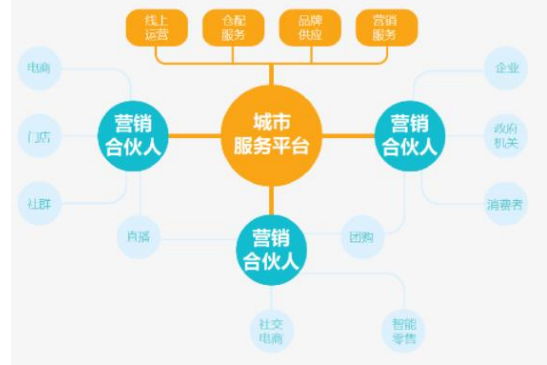 线上
运营
仓配
服务
品牌
供应
营销
服务
电商
企业
城市
服务平台
营销
合伙人
营销
合伙人
门店
政府
机关
社群
消费者
直播
营销
合伙人
团购
社交
电商
智能
零售